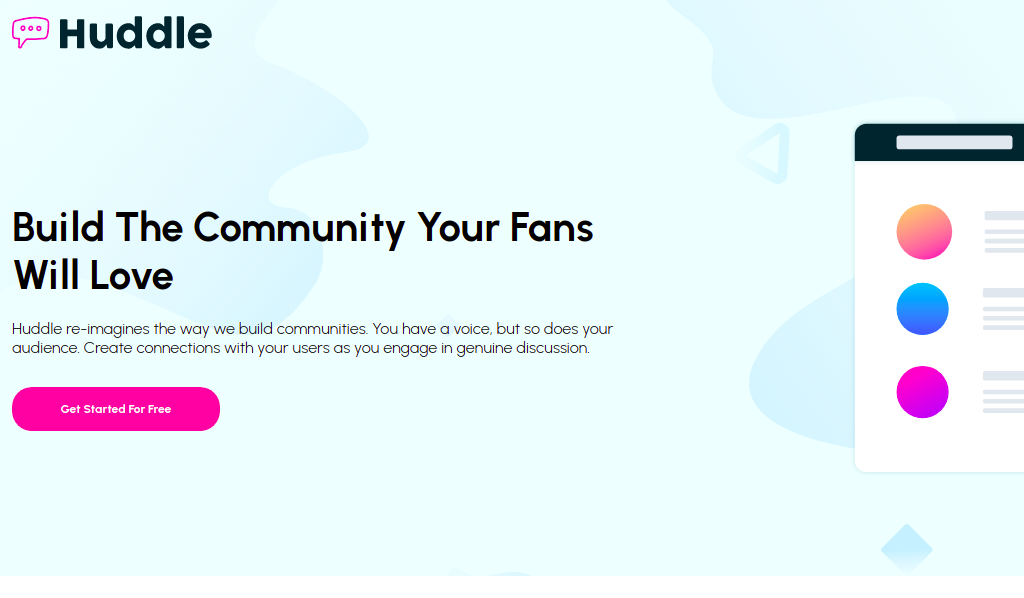 Huddle
Build The Community Your Fans
Will Love
Huddle re-imagines the way we build communities. You have a voice, but so does your
audience. Create connections with your users as you engage in genuine discussion.
Get Started For Free